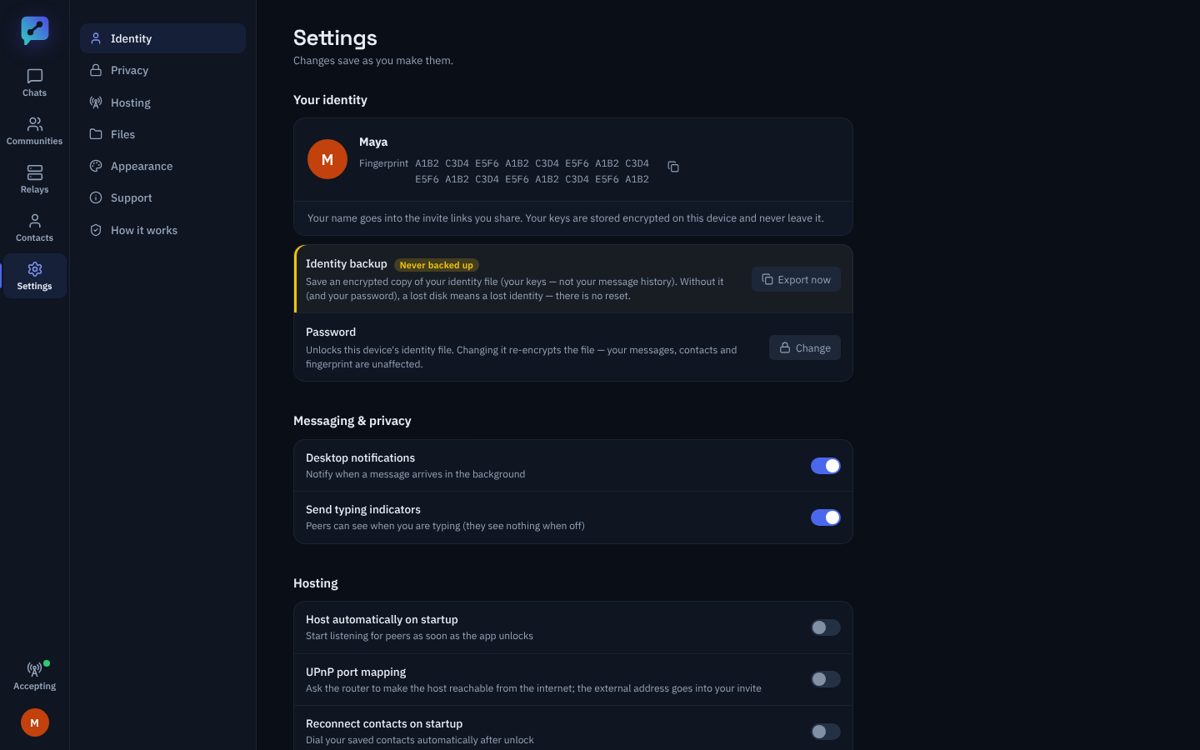 Chats
Communities
Relays
Contacts
Settings
Accepting
M
Identity
Privacy
Hosting
Files
Appearance
Support
How it works
Settings
Changes save as you make them.
Your identity
M
Maya
Fingerprint A1B2 C3D4 E5F6 A1B2 C3D4 E5F6 A1B2 C3D4
E5F6 A1B2 C3D4 E5F6 A1B2 C3D4 E5F6 A1B2
Your name goes into the invite links you share. Your keys are stored encrypted on this device and never leave it.
Identity backup Never backed up
Save an encrypted copy of your identity file (your keys — not your message history). Without it
(and your password), a lost disk means a lost identity — there is no reset.
Export now
Password
Unlocks this device's identity file. Changing it re-encrypts the file — your messages, contacts and
fingerprint are unaffected.
Change
Messaging & privacy
Desktop notifications
Notify when a message arrives in the background
Send typing indicators
Peers can see when you are typing (they see nothing when off)
Hosting
Host automatically on startup
Start listening for peers as soon as the app unlocks
UPnP port mapping
Ask the router to make the host reachable from the internet; the external address goes into your invite
Reconnect contacts on startup
Dial your saved contacts automatically after unlock